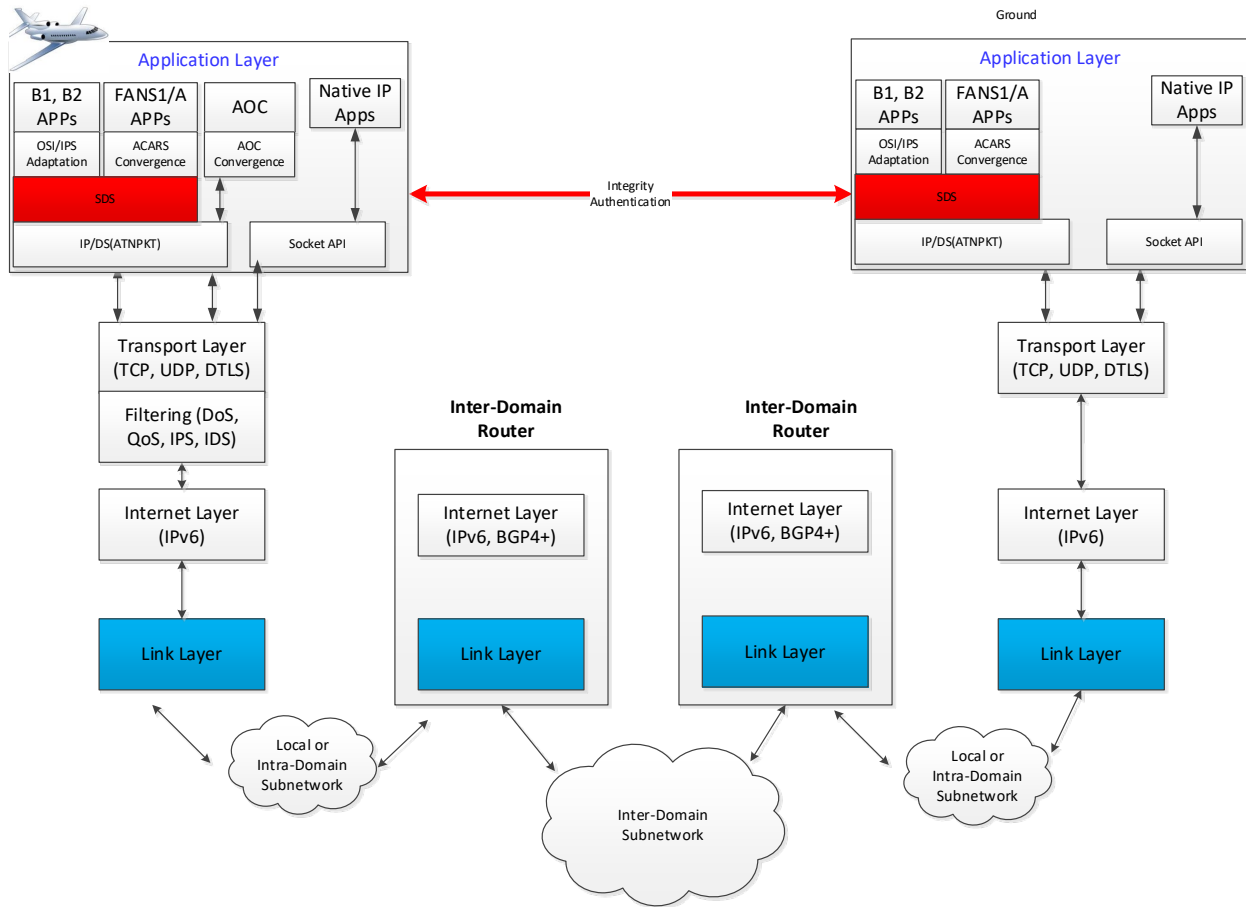 Ground
Application Layer
B1, B2
APPs
FANS1/A
APPs
AOC
Native IP
Apps
OSI/IPS
Adaptation
ACARS
Convergence
AOC
Convergence
SDS
IP/DS(ATNPKT)
Socket API
Integrity
Authentication
Application Layer
B1, B2
APPs
FANS1/A
APPs
Native IP
Apps
OSI/IPS
Adaptation
ACARS
Convergence
SDS
IP/DS(ATNPKT)
Socket API
Transport Layer
(TCP, UDP, DTLS)
Filtering (DoS,
QoS, IPS, IDS)
Internet Layer
(IPv6)
Link Layer
Inter-Domain
Router
Internet Layer
(IPv6, BGP4+)
Link Layer
Inter-Domain
Router
Internet Layer
(IPv6, BGP4+)
Link Layer
Transport Layer
(TCP, UDP, DTLS)
Internet Layer
(IPv6)
Link Layer
Local or
Intra-Domain
Subnetwork
Inter-Domain
Subnetwork
Local or
Intra-Domain
Subnetwork